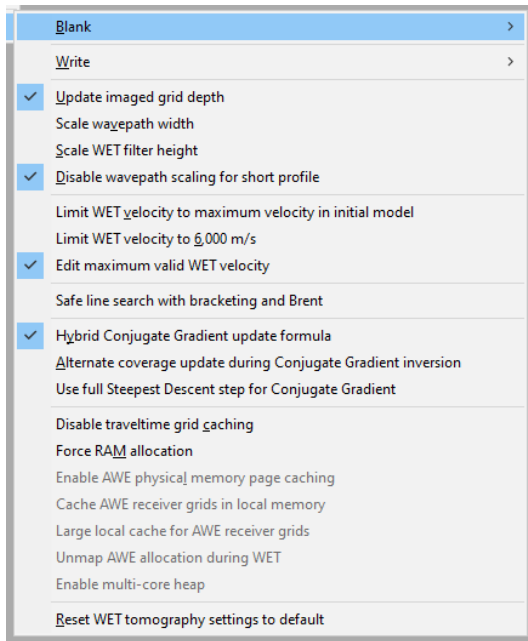 Blank
Write
Update imaged grid depth
Scale wavepath width
Scale WET filter height
Disable wavepath scaling for short profile
Limit WET velocity to maximum velocity in initial model
Limit WET velocity to 6,000 m/s
Edit maximum valid WET velocity
Safe line search with bracketing and Brent
Hybrid Conjugate Gradient update formula
Alternate coverage update during Conjugate Gradient inversion
Use full Steepest Descent step for Conjugate Gradient
Disable traveltime grid caching
Force RAM allocation
Enable AWE physical memory page caching
Cache AWE receiver grids in local memory
Large local cache for AWE receiver grids
Unmap AWE allocation during WET
Enable multi-core heap
Reset WET tomography settings to default